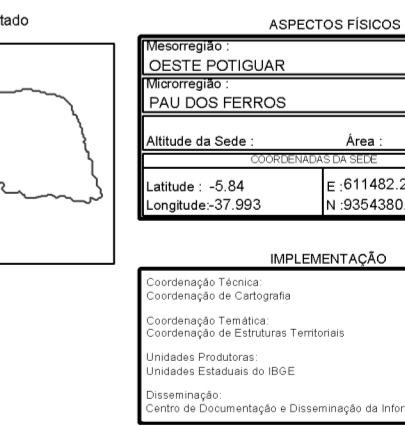 tado
ASPECTOS FÍSICOS
Mesorregião :
OESTE POTIGUAR
Microrregião :
PAU DOS FERROS
Altitude da Sede : Área :
COORDENADAS DA SEDE
Latitude : -5.84 E :611482.2
Longitude:-37.993 N :9354380.
IMPLEMENTAÇÃO
Coordenação Técnica:
Coordenação de Cartografia
Coordenação Temática:
Coordenação de Estruturas Territoriais
Unidades Produtoras:
Unidades Estaduais do IBGE
Disseminação:
Centro de Documentação e Disseminação da Infor